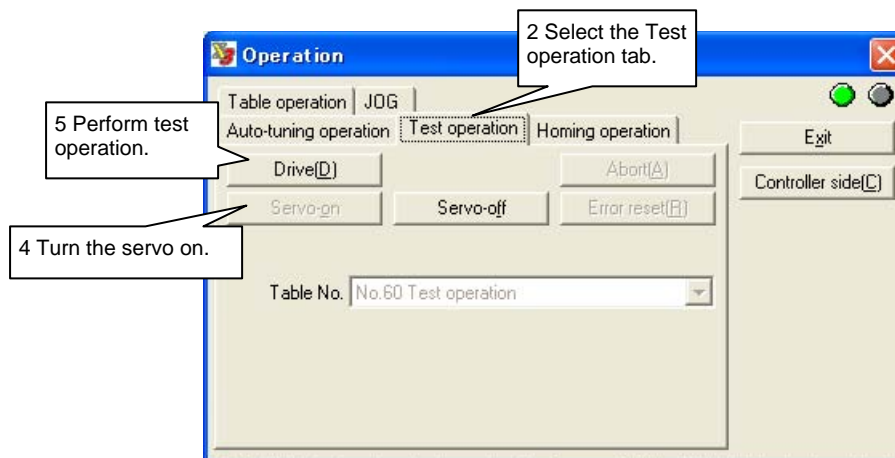 2 Select the Test
operation tab.
Operation
Table operation
JOG
5 Perform test
operation.
Auto-tuning operation
Test operation
Homing operation
Exit
Drive(D)
Abort(A)
Controller side(C)
Servo-on
Servo-off
Error reset(R)
4 Turn the servo on.
Table No.
No.60 Test operation